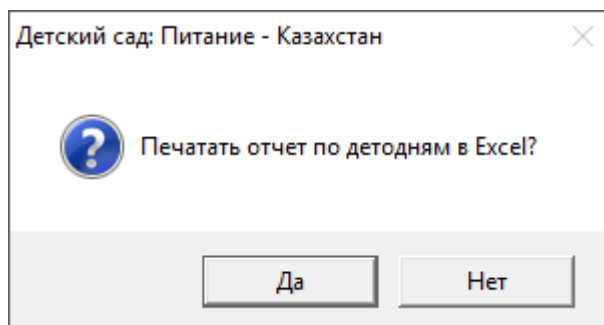 Детский сад: Питание - Казахстан
Печатать отчет по детодням в Excel?
Да
Нет